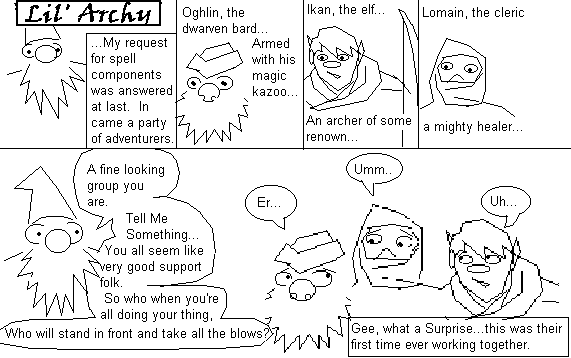 Lil' Archy
...My request
for spell
components
was answered
at last.  In
came a party
of adventurers.
Oghlin, the
dwarven bard...
Armed
with his
magic
kazoo...
Ikan, the elf...
An archer of some
renown...
Lomain, the cleric
a mighty healer...
A fine looking
group you
are.
Tell Me
Something...
You all seem like
very good support
folk.
So who when you're
all doing your thing,
Who will stand in front and take all the blows?
Er...
Umm..
Uh...
Gee, what a Surprise...this was their
first time ever working together.